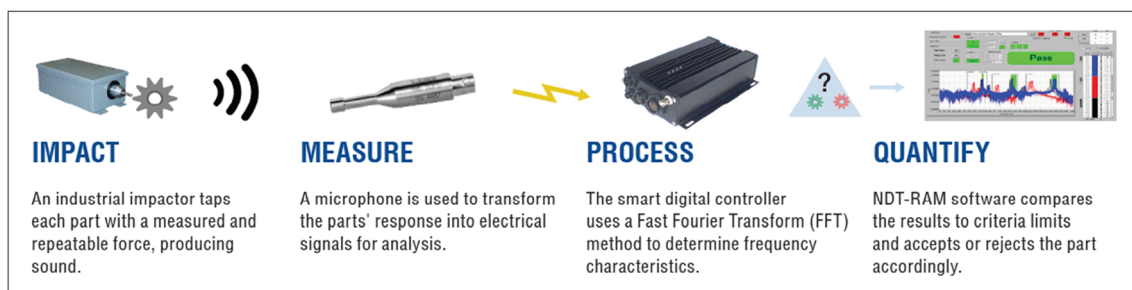 ?
Pass
IMPACT
An industrial impactor taps
each part with a measured and
repeatable force, producing
sound.
MEASURE
A microphone is used to transform
the parts' response into electrical
signals for analysis.
PROCESS
The smart digital controller
uses a Fast Fourier Transform (FFT)
method to determine frequency
characteristics.
QUANTIFY
NDT-RAM software compares
the results to criteria limits
and accepts or rejects the part
accordingly.